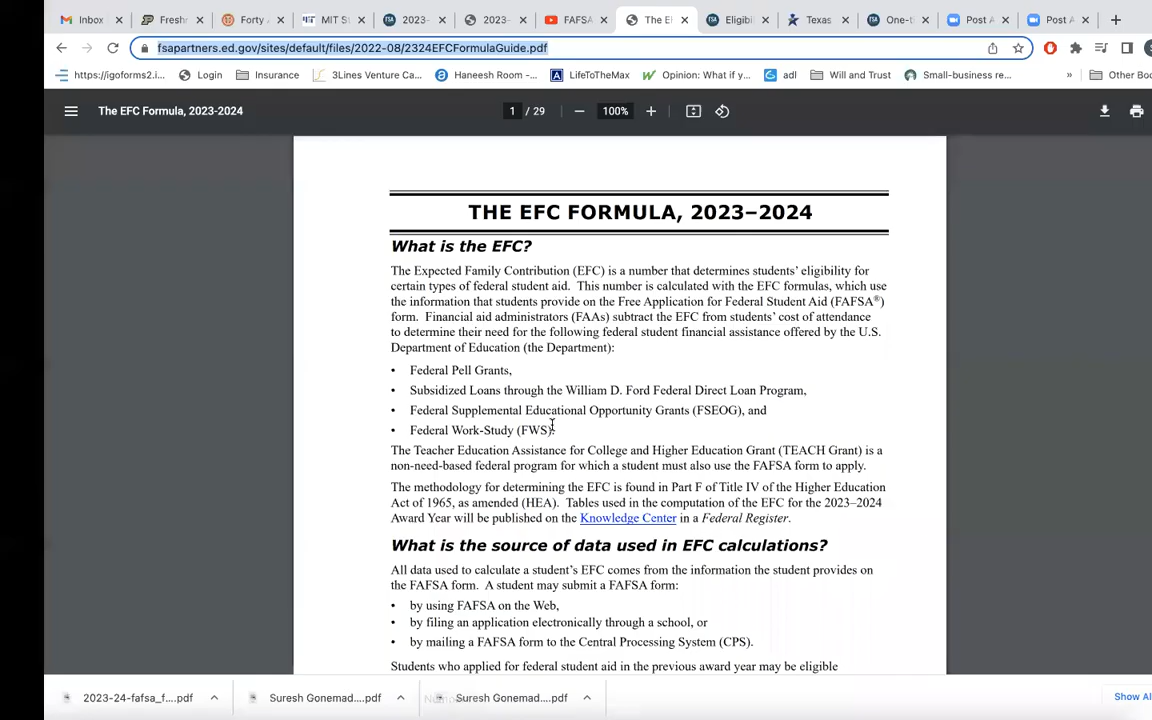 Inbox
Freshr
Forty A
MIT St
2023-
2023-
FAFSA
The E
Eligibi
Texas
One-ti
Post A
Post A
fsapartners.ed.gov/sites/default/files/2022-08/2324EFCFormulaGuide.pdf
https://igoforms2.i...
Login
Insurance
3Lines Venture Ca...
Haneesh Room -...
LifeToTheMax
Opinion: What if y...
adl
Will and Trust
Small-business re...
»
Other Boo
The EFC Formula, 2023-2024
1 / 29
100%
THE EFC FORMULA, 2023–2024
What is the EFC?
The Expected Family Contribution (EFC) is a number that determines students' eligibility for
certain types of federal student aid. This number is calculated with the EFC formulas, which use
the information that students provide on the Free Application for Federal Student Aid (FAFSA®)
form. Financial aid administrators (FAAs) subtract the EFC from students' cost of attendance
to determine their need for the following federal student financial assistance offered by the U.S.
Department of Education (the Department):
• Federal Pell Grants,
• Subsidized Loans through the William D. Ford Federal Direct Loan Program,
• Federal Supplemental Educational Opportunity Grants (FSEOG), and
• Federal Work-Study (FWS).
The Teacher Education Assistance for College and Higher Education Grant (TEACH Grant) is a
non-need-based federal program for which a student must also use the FAFSA form to apply.
The methodology for determining the EFC is found in Part F of Title IV of the Higher Education
Act of 1965, as amended (HEA). Tables used in the computation of the EFC for the 2023–2024
Award Year will be published on the Knowledge Center in a Federal Register.
What is the source of data used in EFC calculations?
All data used to calculate a student's EFC comes from the information the student provides on
the FAFSA form. A student may submit a FAFSA form:
• by using FAFSA on the Web,
• by filing an application electronically through a school, or
• by mailing a FAFSA form to the Central Processing System (CPS).
Students who applied for federal student aid in the previous award year may be eligible
2023-24-fafsa_f....pdf
Suresh Gonemad....pdf
Suresh Gonemad....pdf
Show Al